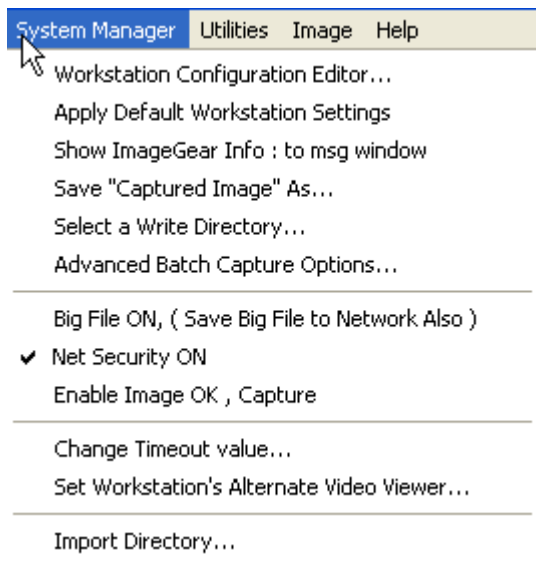 System Manager Utilities Image Help
Workstation Configuration Editor...
Apply Default Workstation Settings
Show ImageGear Info : to msg window
Save "Captured Image" As...
Select a Write Directory...
Advanced Batch Capture Options...
Big File ON, ( Save Big File to Network Also )
Net Security ON
Enable Image OK , Capture
Change Timeout value...
Set Workstation's Alternate Video Viewer...
Import Directory...